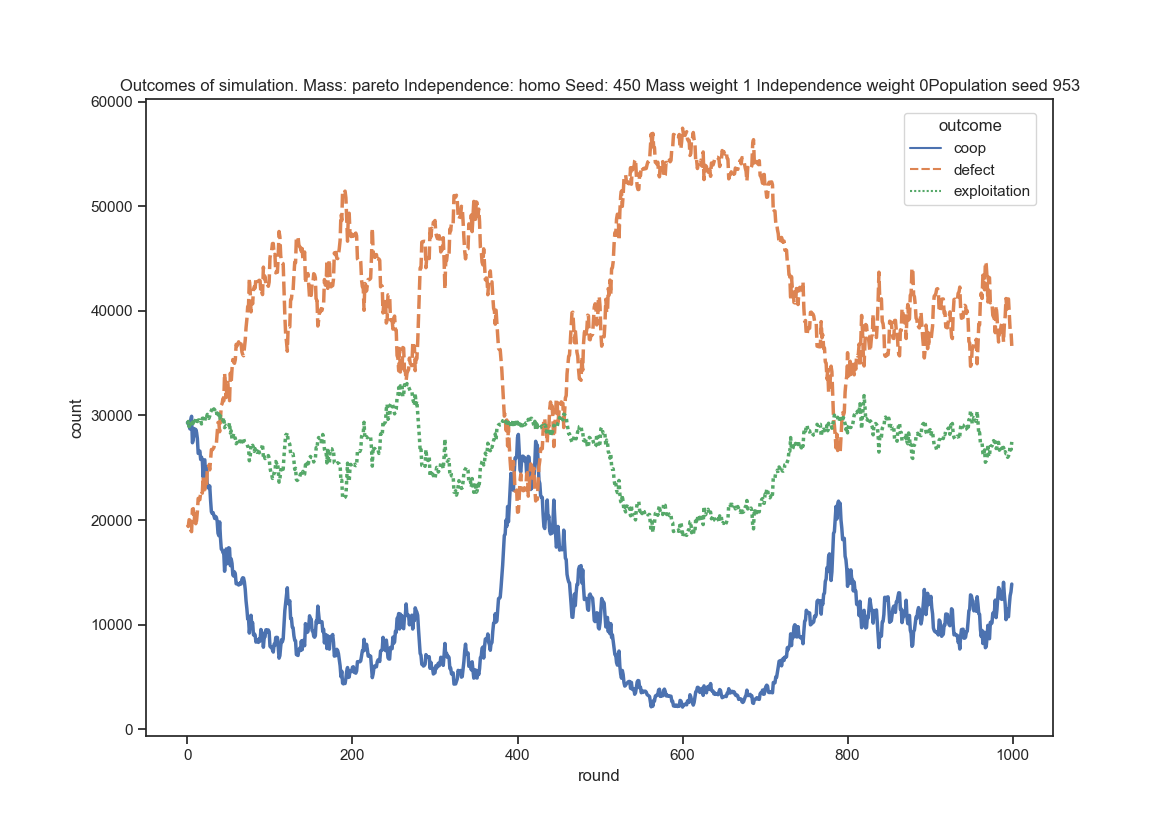 Outcomes of simulation. Mass: pareto Independence: homo Seed: 450 Mass weight 1 Independence weight 0Population seed 953
60000
50000
40000
30000
20000
10000
0
count
outcome
coop
defect
exploitation
0
200
400
600
800
1000
round